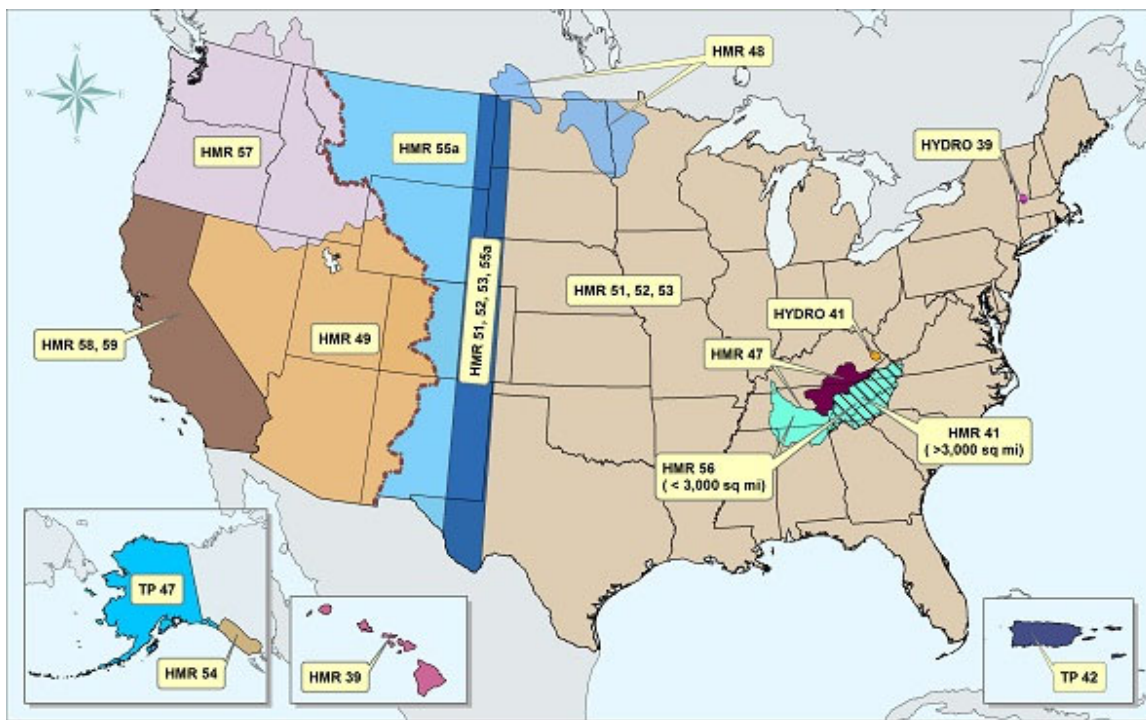 N
W
E
S
HMR 48
HMR 57
HMR 55a
HYDRO 39
HMR 51, 52, 53, 55a
HMR 51, 52, 53
HYDRO 41
HMR 58, 59
HMR 49
HMR 47
HMR 41
( >3,000 sq mi)
HMR 56
( < 3,000 sq mi)
TP 47
HMR 54
HMR 39
TP 42